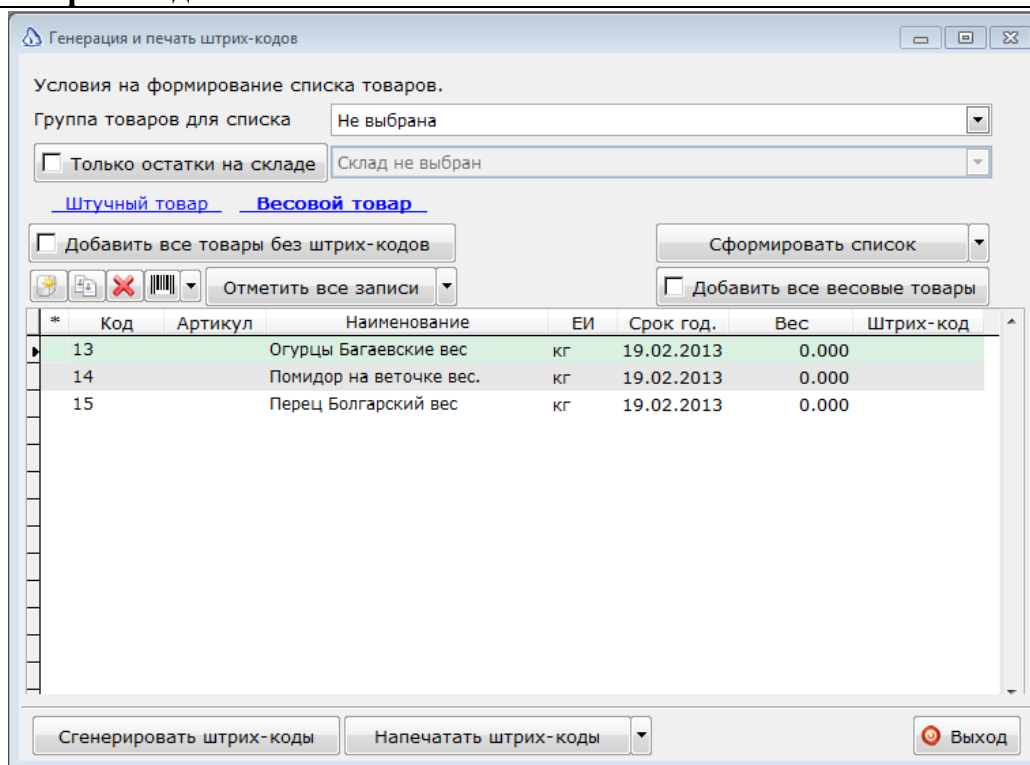 Генерация и печать штрих-кодов
Условия на формирование списка товаров.
Группа товаров для списка Не выбрана
Только остатки на складе Склад не выбран
Штучный товар Весовой товар
Добавить все товары без штрих-кодов Сформировать список
Отметить все записи Добавить все весовые товары
* Код Артикул Наименование ЕИ Срок год. Вес Штрих-код
13 Огурцы Багаевские вес кг 19.02.2013 0.000
14 Помидор на веточке вес. кг 19.02.2013 0.000
15 Перец Болгарский вес кг 19.02.2013 0.000
Сгенерировать штрих-коды Напечатать штрих-коды Выход